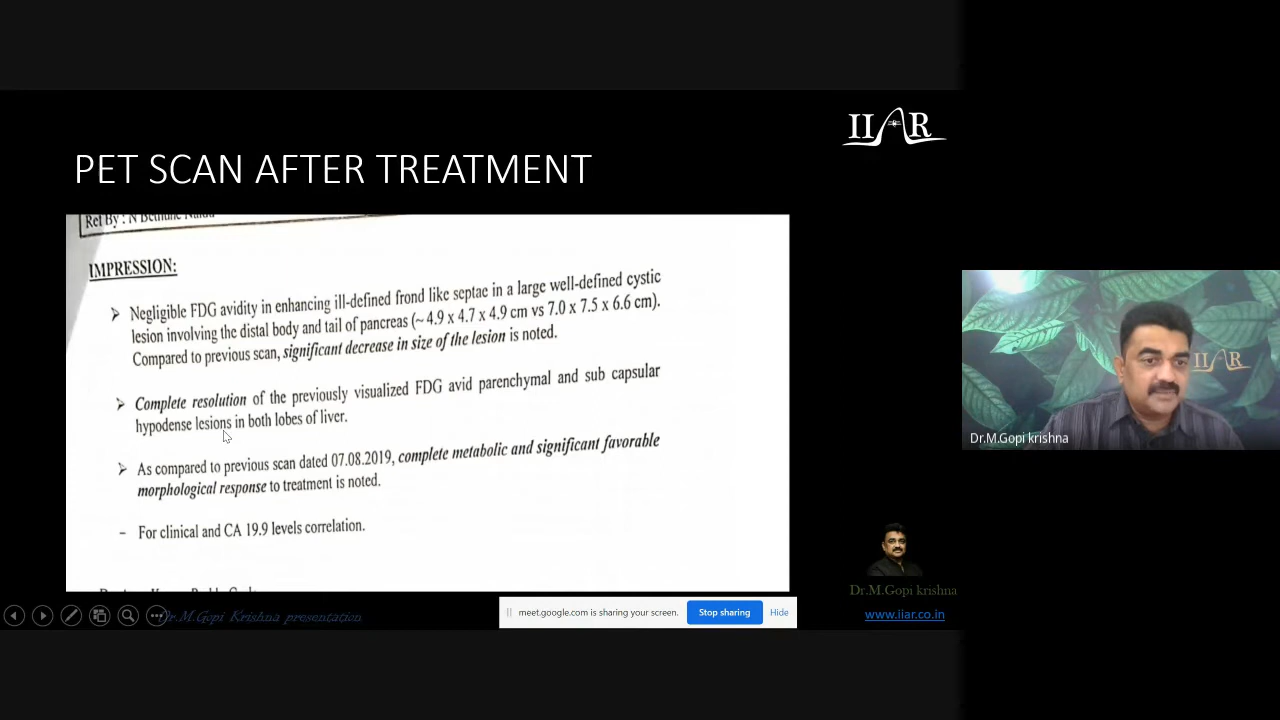 IIAR
PET SCAN AFTER TREATMENT
Ref By : N
IMPRESSION:
➢ Negligible FDG avidity in enhancing ill-defined frond like septae in a large well-defined cystic
lesion involving the distal body and tail of pancreas (~ 4.9 x 4.7 x 4.9 cm vs 7.0 x 7.5 x 6.6 cm).
Compared to previous scan, significant decrease in size of the lesion is noted.
➢ Complete resolution of the previously visualized FDG avid parenchymal and sub capsular
hypodense lesions in both lobes of liver.
➢ As compared to previous scan dated 07.08.2019, complete metabolic and significant favorable
morphological response to treatment is noted.
– For clinical and CA 19.9 levels correlation.
IIAR
Dr.M.Gopi krishna
Dr.M.Gopi krishna
www.iiar.co.in
Dr.M.Gopi Krishna presentation
meet.google.com is sharing your screen.
Stop sharing
Hide